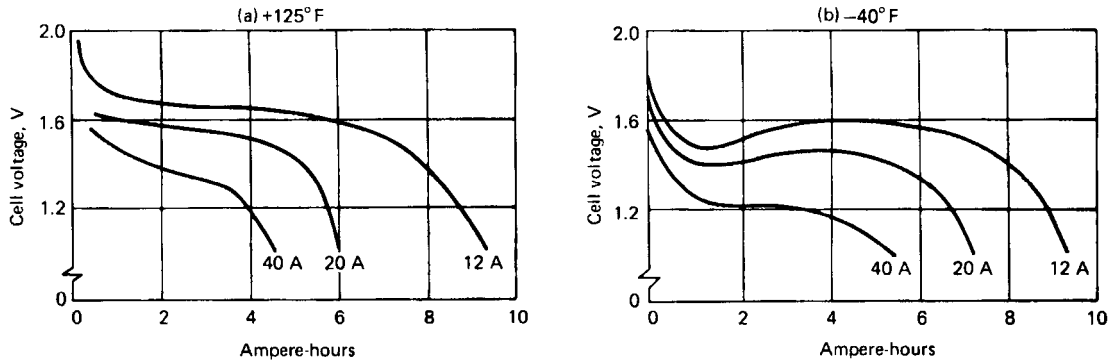 (a) +125° F
2.0
1.6
1.2
0
Cell voltage, V
40 A
20 A
12 A
0 2 4 6 8 10
Ampere-hours
(b) –40° F
2.0
1.6
1.2
0
Cell voltage, V
40 A
20 A
12 A
0 2 4 6 8 10
Ampere-hours